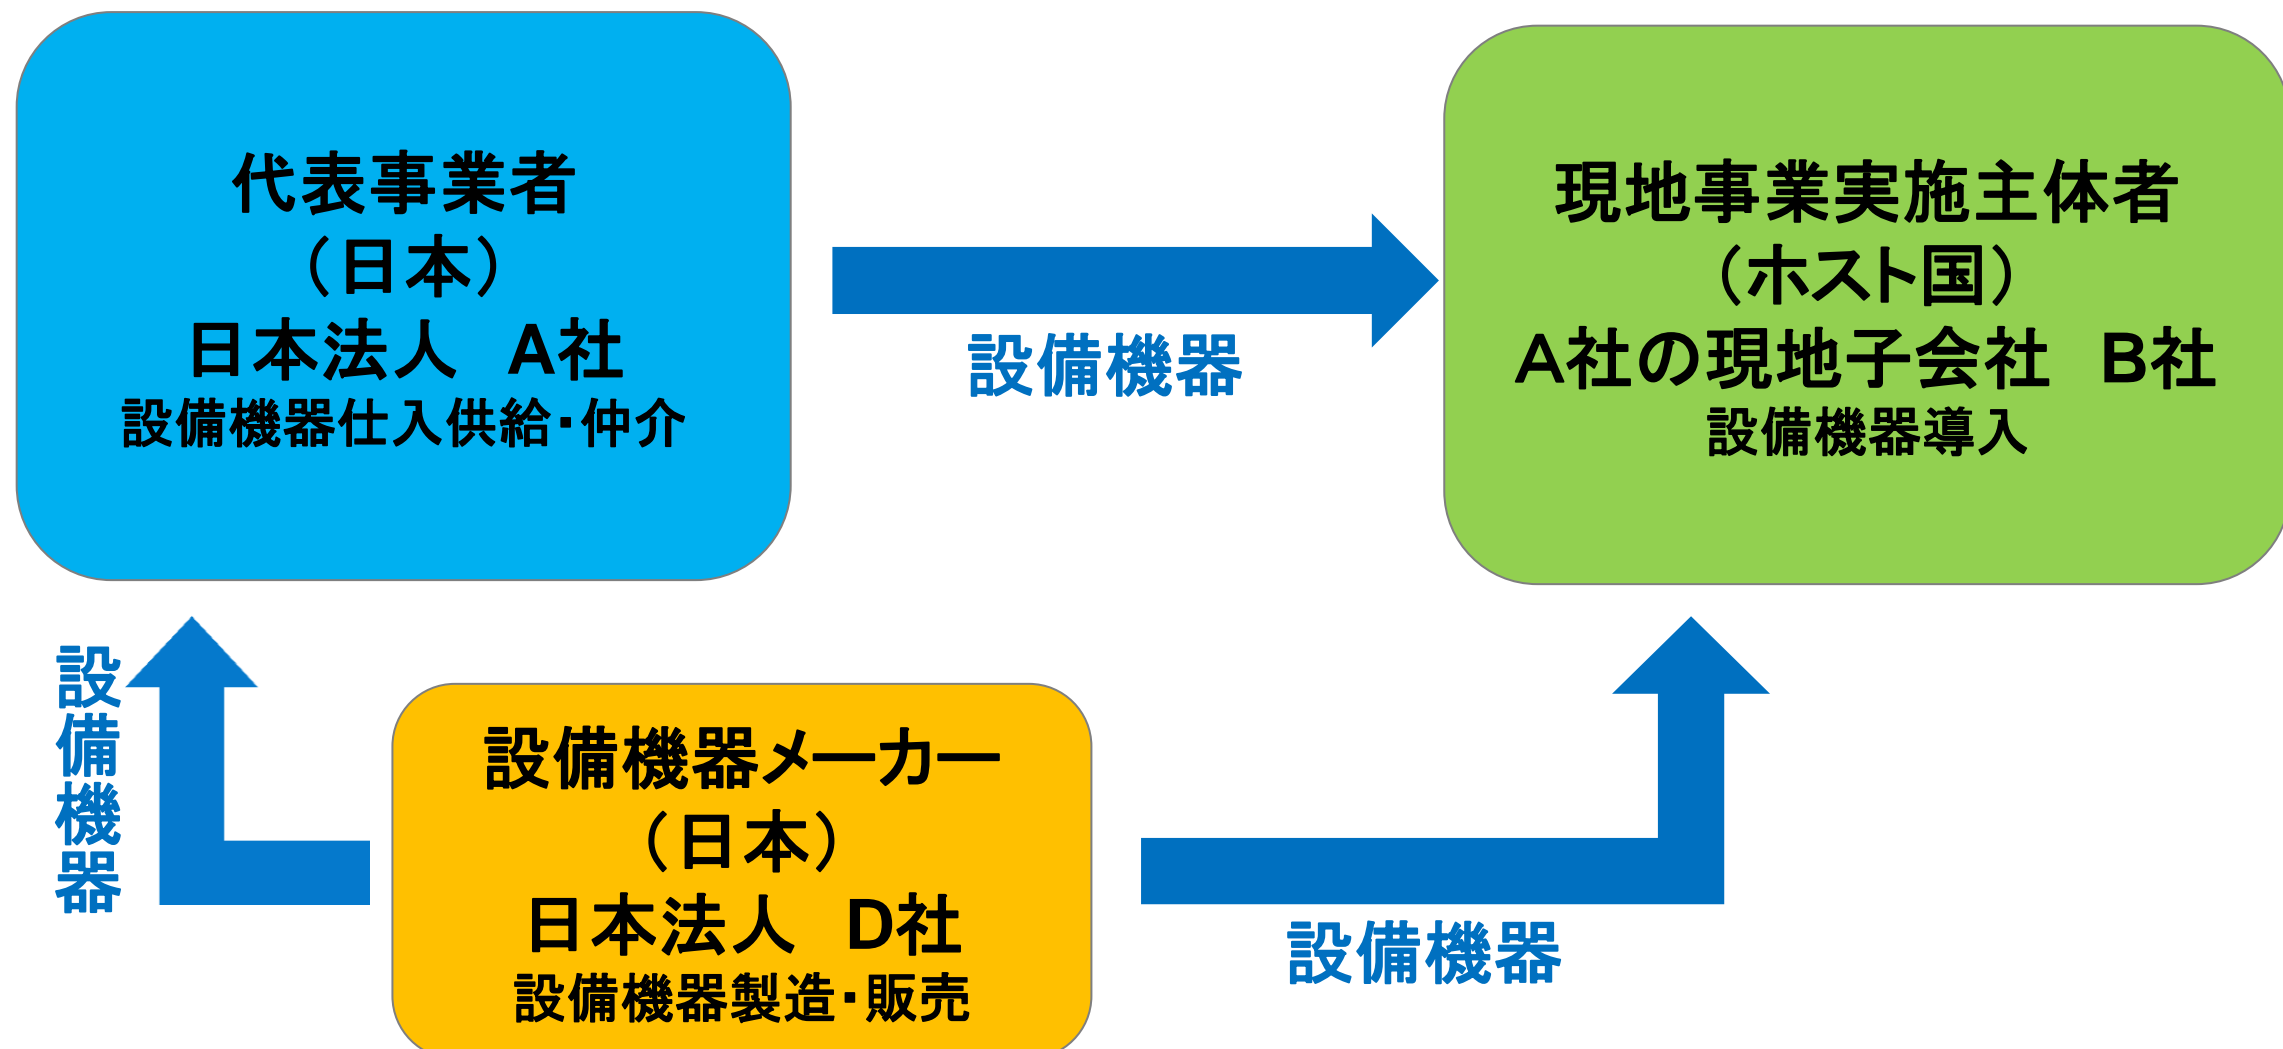 代表事業者
（日本）
日本法人　A社
設備機器仕入供給・仲介
設備機器
現地事業実施主体者
（ホスト国）
A社の現地子会社　B社
設備機器導入
設備機器
設備機器メーカー
（日本）
日本法人　D社
設備機器製造・販売
設備機器